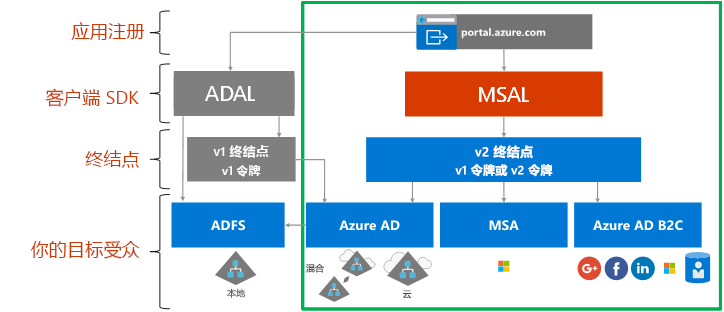 应用注册
portal.azure.com
客户端 SDK
ADAL
MSAL
终结点
v1 终结点
v1 令牌
v2 终结点
v1 令牌或 v2 令牌
你的目标受众
ADFS
Azure AD
MSA
Azure AD B2C
本地
混合
云
G+
f
in